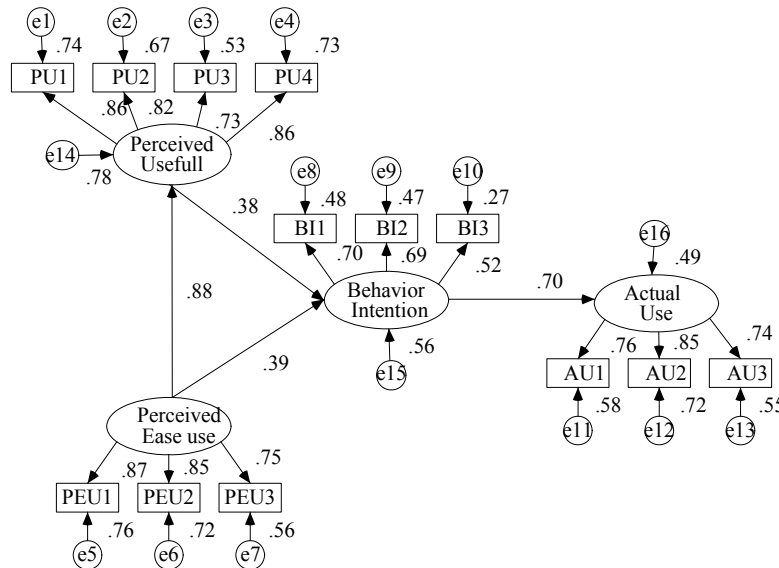 e1 e2 e3 e4
.74 .67 .53 .73
PU1 PU2 PU3 PU4
.86 .82 .73 .86
Perceived
Usefull
e14
.78
e8 e9 e10
.48 .47 .27
BI1 BI2 BI3
.38
.70 .69 .52
e16
.49
Behavior
Intention
.70
Actual
Use
.88
.39
.56
e15
.76 .85 .74
AU1 AU2 AU3
.58 .72 .55
e11 e12 e13
Perceived
Ease use
.87 .85 .75
PEU1 PEU2 PEU3
.76 .72 .56
e5 e6 e7